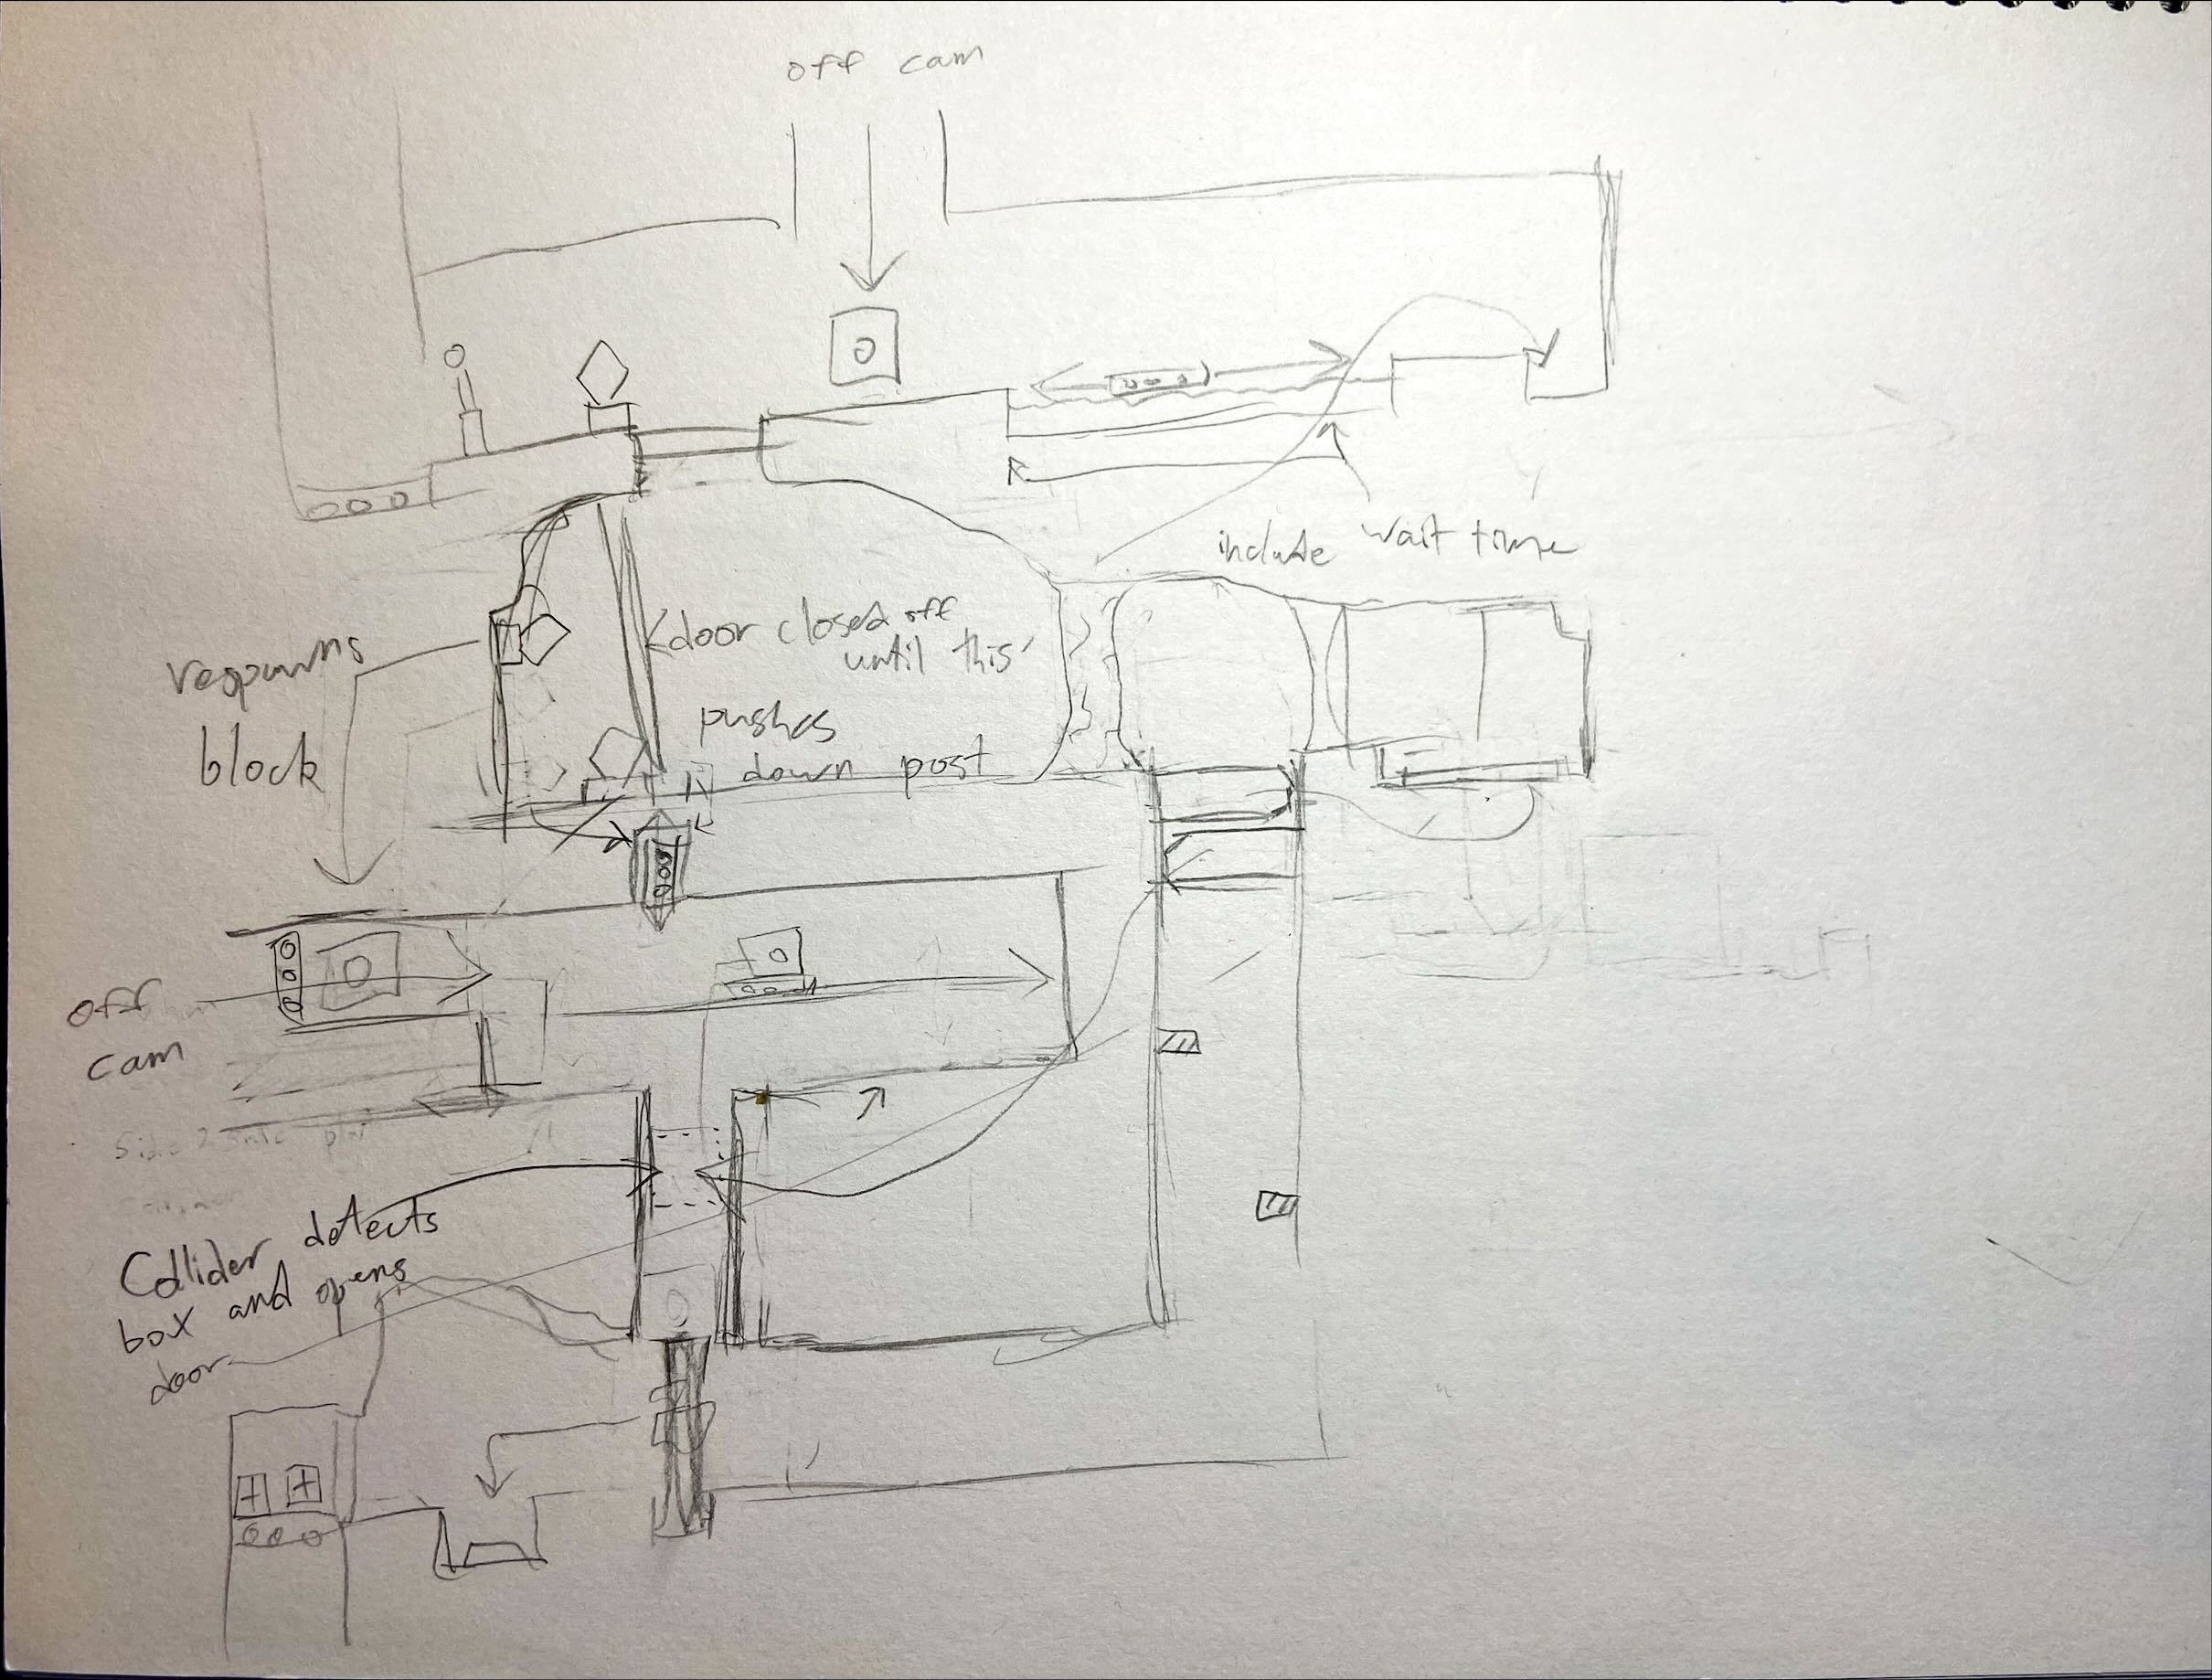 off cam
include wait time
door closed off
until this
pushes
down post
respawns
block
off
cam
Collider detects
box and opens
door